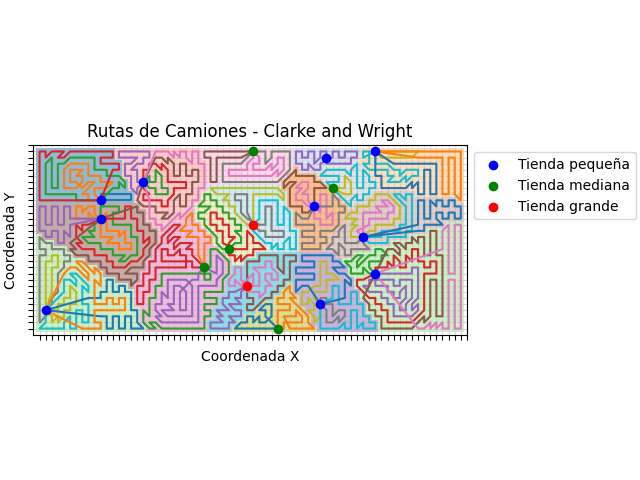 Rutas de Camiones - Clarke and Wright
Tienda pequeña
Tienda mediana
Tienda grande
Coordenada Y
Coordenada X